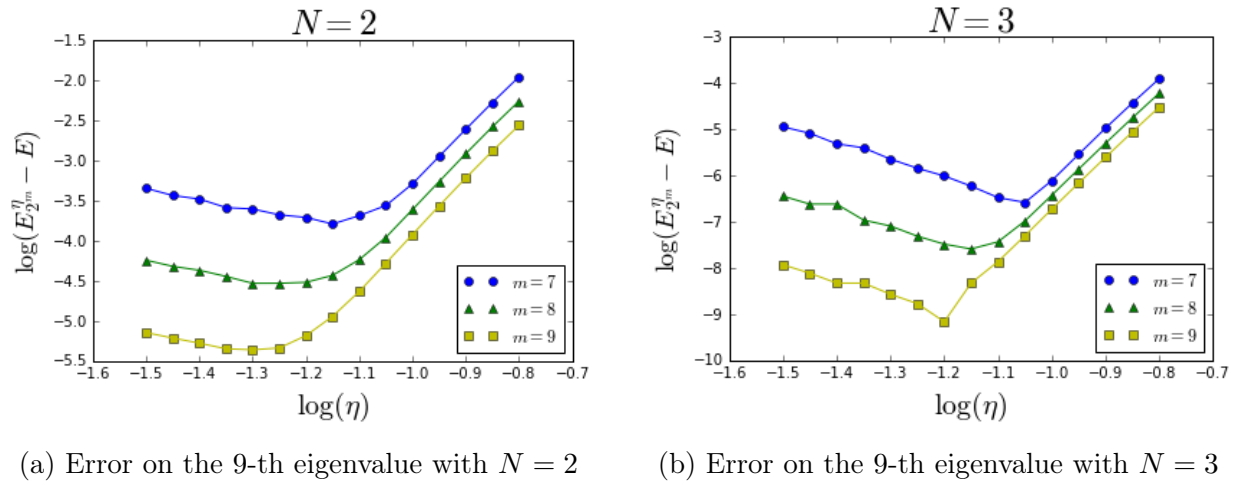 N = 2
−1.5
−2.0
−2.5
−3.0
−3.5
−4.0
−4.5
−5.0
−5.5
log(E^η_{2^m} − E)
m = 7
m = 8
m = 9
−1.6 −1.5 −1.4 −1.3 −1.2 −1.1 −1.0 −0.9 −0.8 −0.7
log(η)
(a) Error on the 9-th eigenvalue with N = 2
N = 3
−3
−4
−5
−6
−7
−8
−9
−10
log(E^η_{2^m} − E)
m = 7
m = 8
m = 9
−1.6 −1.5 −1.4 −1.3 −1.2 −1.1 −1.0 −0.9 −0.8 −0.7
log(η)
(b) Error on the 9-th eigenvalue with N = 3